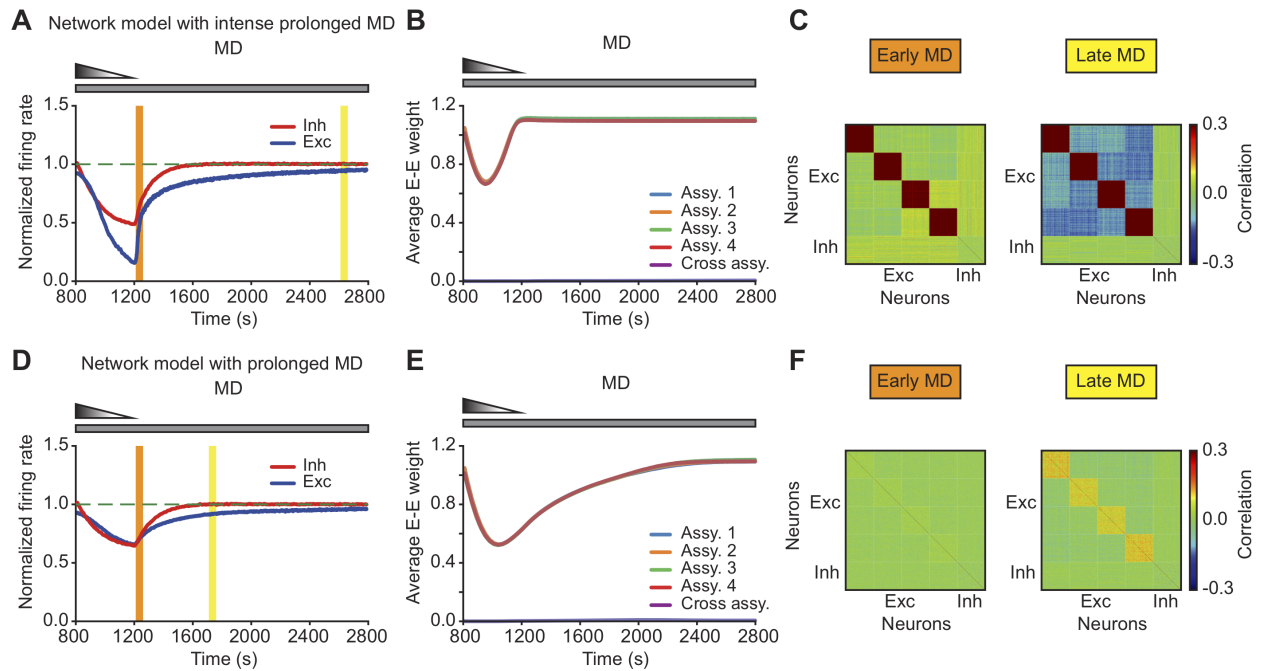 A
Network model with intense prolonged MD
MD
Normalized firing rate
1.5
1.0
0.5
0.0
Inh
Exc
800 1200 1600 2000 2400 2800
Time (s)
B
MD
Average E-E weight
1.2
0.8
0.4
0.0
Assy. 1
Assy. 2
Assy. 3
Assy. 4
Cross assy.
800 1200 1600 2000 2400 2800
Time (s)
C
Early MD
Late MD
Neurons
Exc
Inh
Exc Inh
Neurons
Exc
Inh
Exc Inh
Neurons
0.3
0.0
-0.3
Correlation
D
Network model with prolonged MD
MD
Normalized firing rate
1.5
1.0
0.5
0.0
Inh
Exc
800 1200 1600 2000 2400 2800
Time (s)
E
MD
Average E-E weight
1.2
0.8
0.4
0.0
Assy. 1
Assy. 2
Assy. 3
Assy. 4
Cross assy.
800 1200 1600 2000 2400 2800
Time (s)
F
Early MD
Late MD
Neurons
Exc
Inh
Exc Inh
Neurons
Exc
Inh
Exc Inh
Neurons
0.3
0.0
-0.3
Correlation